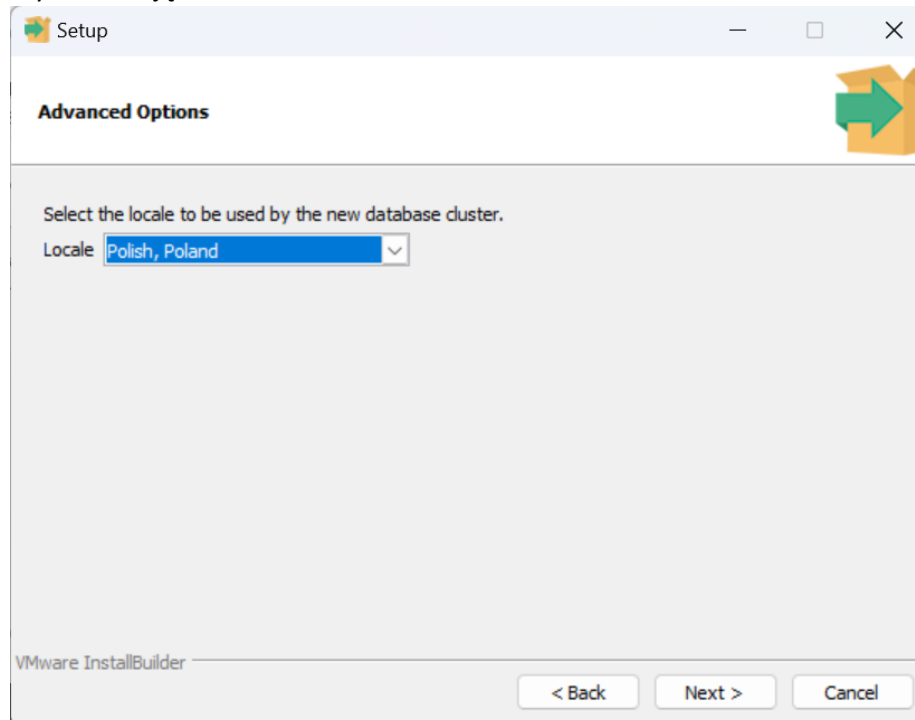 Setup
Advanced Options
Select the locale to be used by the new database cluster.
Locale Polish, Poland
VMware InstallBuilder
< Back Next > Cancel